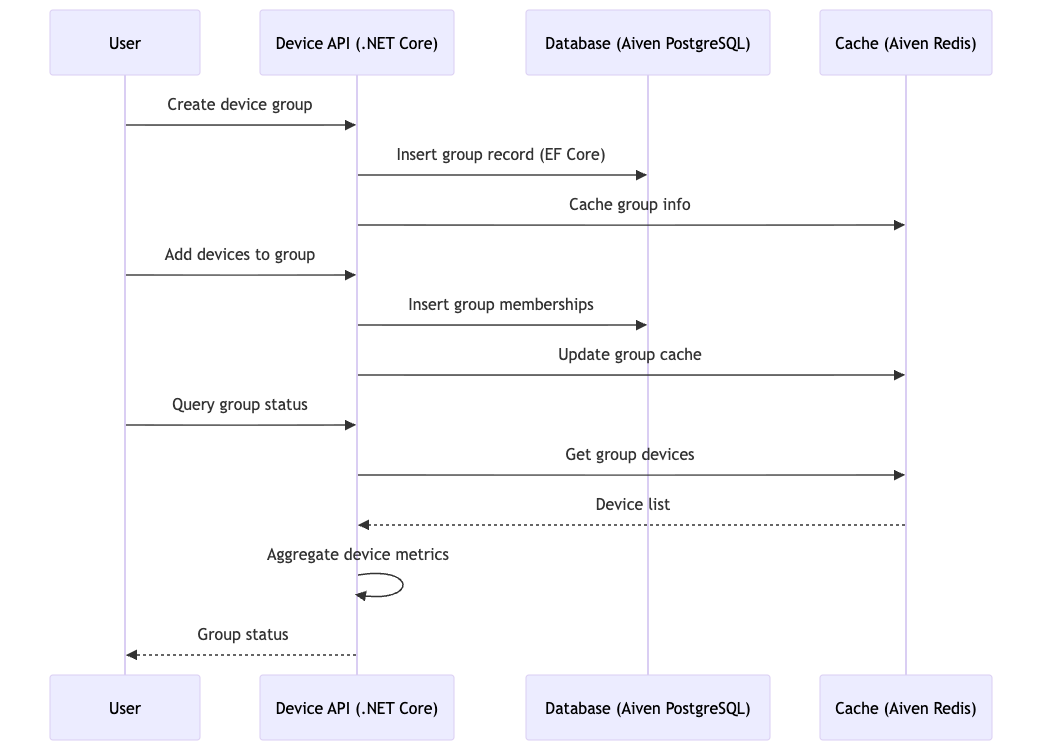 User
Device API (.NET Core)
Database (Aiven PostgreSQL)
Cache (Aiven Redis)
Create device group
Insert group record (EF Core)
Cache group info
Add devices to group
Insert group memberships
Update group cache
Query group status
Get group devices
Device list
Aggregate device metrics
Group status
User
Device API (.NET Core)
Database (Aiven PostgreSQL)
Cache (Aiven Redis)